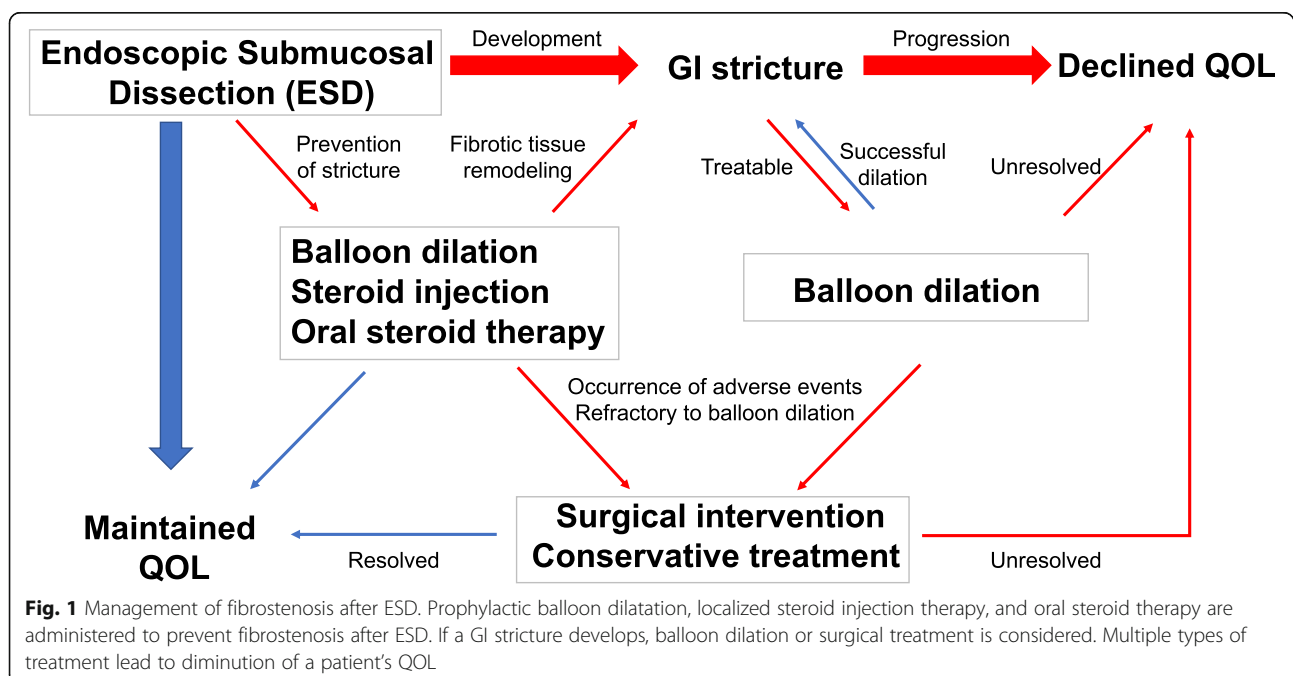 Endoscopic Submucosal
Dissection (ESD)
Development
GI stricture
Progression
Declined QOL
Prevention
of stricture
Fibrotic tissue
remodeling
Treatable
Successful
dilation
Unresolved
Balloon dilation
Steroid injection
Oral steroid therapy
Balloon dilation
Occurrence of adverse events
Refractory to balloon dilation
Maintained
QOL
Resolved
Surgical intervention
Conservative treatment
Unresolved
Fig. 1 Management of fibrostenosis after ESD. Prophylactic balloon dilatation, localized steroid injection therapy, and oral steroid therapy are
administered to prevent fibrostenosis after ESD. If a GI stricture develops, balloon dilation or surgical treatment is considered. Multiple types of
treatment lead to diminution of a patient's QOL